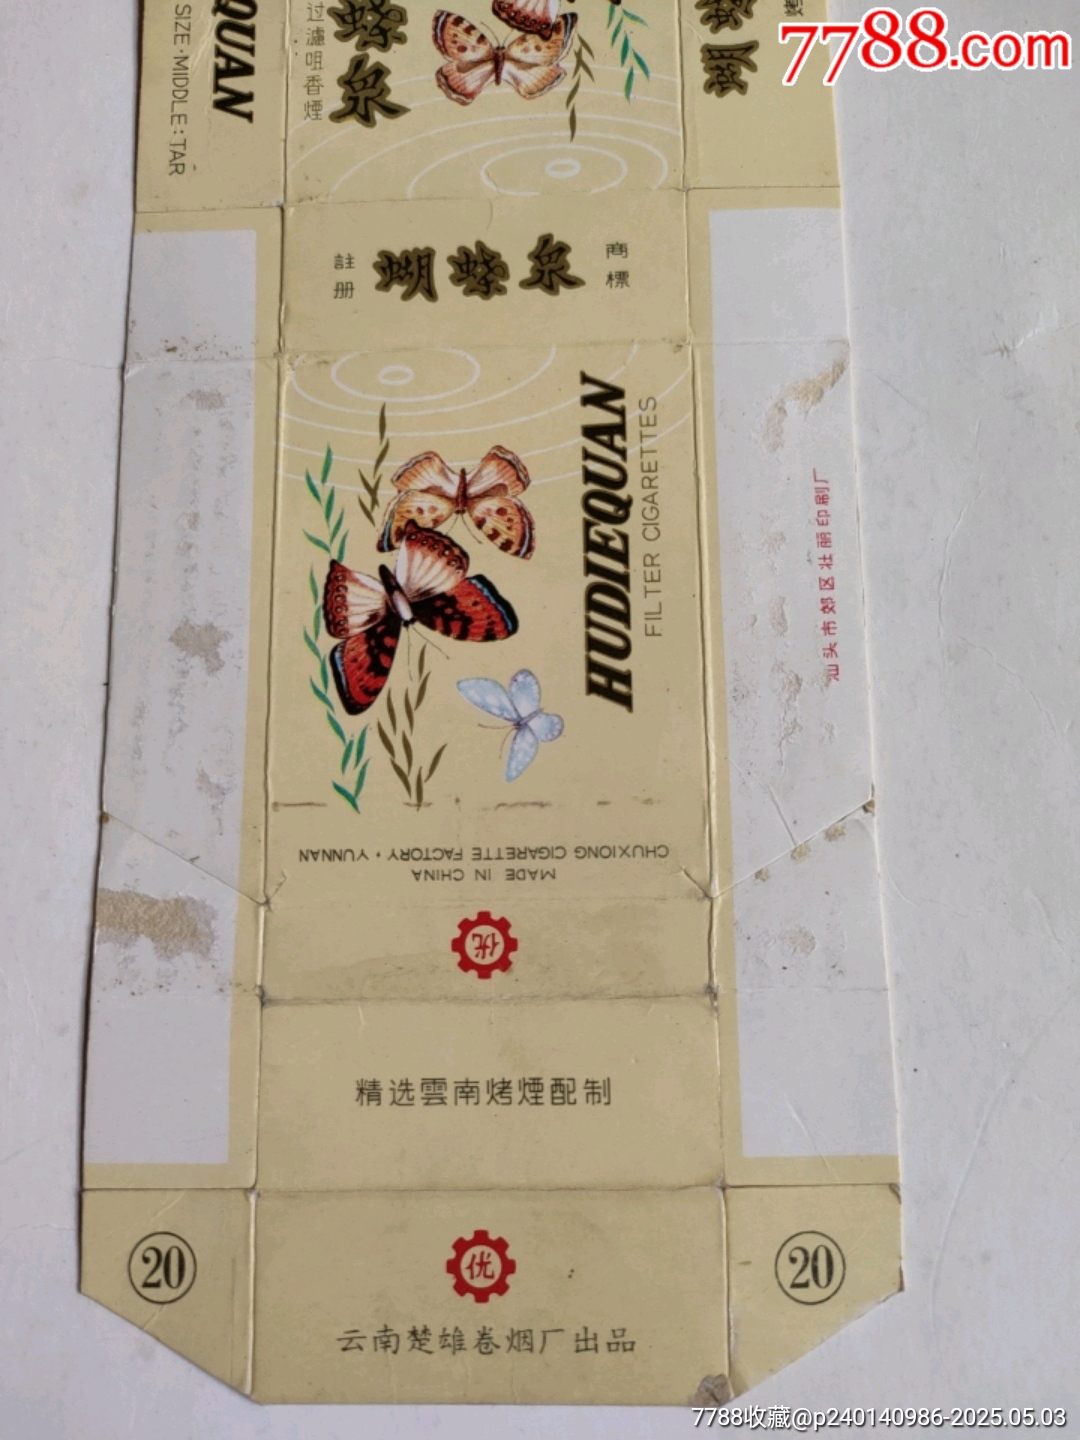 7788.com
SIZE·MIDDLE:TAR
QUAN
过濾咀香煙
蝶泉
蝴
註册
蝴蝶泉
商標
HUDIEQUAN
FILTER CIGARETTES
汕头市郊区壮丽印刷厂
CHUXIONG CIGARETTE FACTORY·YUNNAN
MADE IN CHINA
优
精选雲南烤煙配制
20
优
20
云南楚雄卷烟厂出品
7788收藏@p240140986-2025.05.03